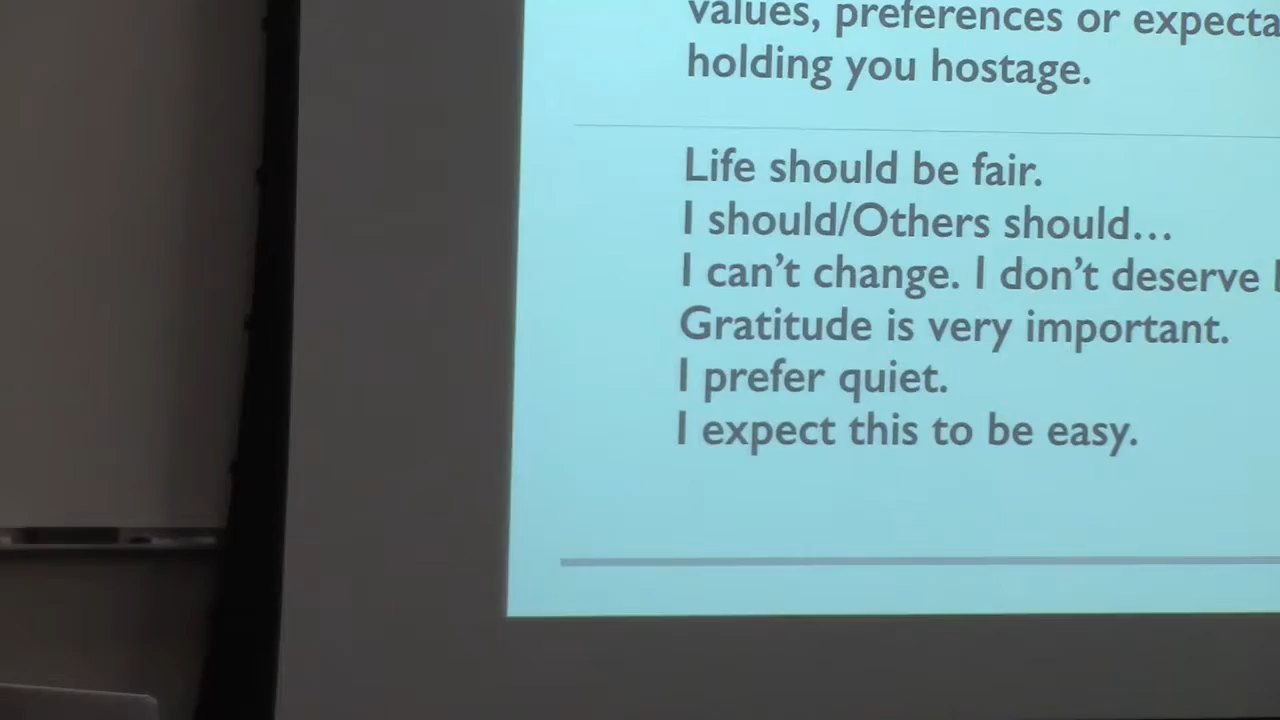 values, preferences or
holding you hostage.
Life should be fair.
I should/Others should…
I can’t change. I don’t deserve
Gratitude is very important.
I prefer quiet.
I expect this to be easy.